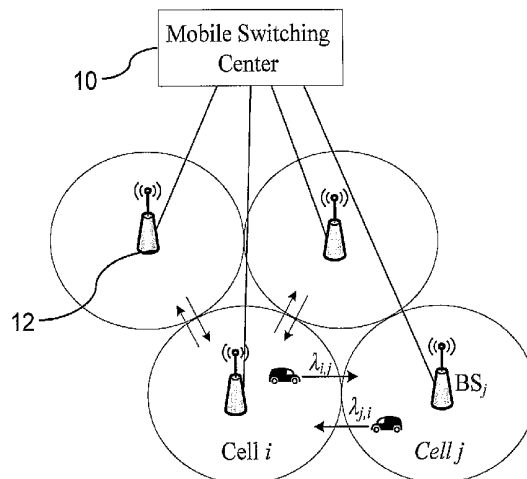 Mobile Switching
Center
10
12
λi,j
BSj
λj,i
Cell i
Cell j